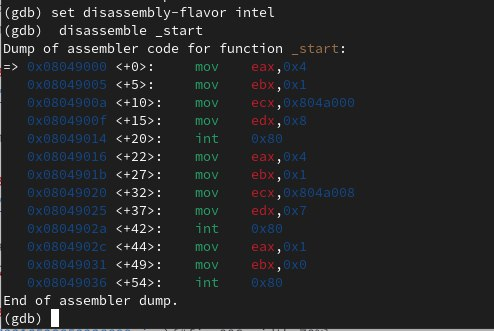 (gdb) set disassembly-flavor intel
(gdb)  disassemble _start
Dump of assembler code for function _start:
=> 0x08049000 <+0>:     mov    eax,0x4
   0x08049005 <+5>:     mov    ebx,0x1
   0x0804900a <+10>:    mov    ecx,0x804a000
   0x0804900f <+15>:    mov    edx,0x8
   0x08049014 <+20>:    int    0x80
   0x08049016 <+22>:    mov    eax,0x4
   0x0804901b <+27>:    mov    ebx,0x1
   0x08049020 <+32>:    mov    ecx,0x804a008
   0x08049025 <+37>:    mov    edx,0x7
   0x0804902a <+42>:    int    0x80
   0x0804902c <+44>:    mov    eax,0x1
   0x08049031 <+49>:    mov    ebx,0x0
   0x08049036 <+54>:    int    0x80
End of assembler dump.
(gdb)